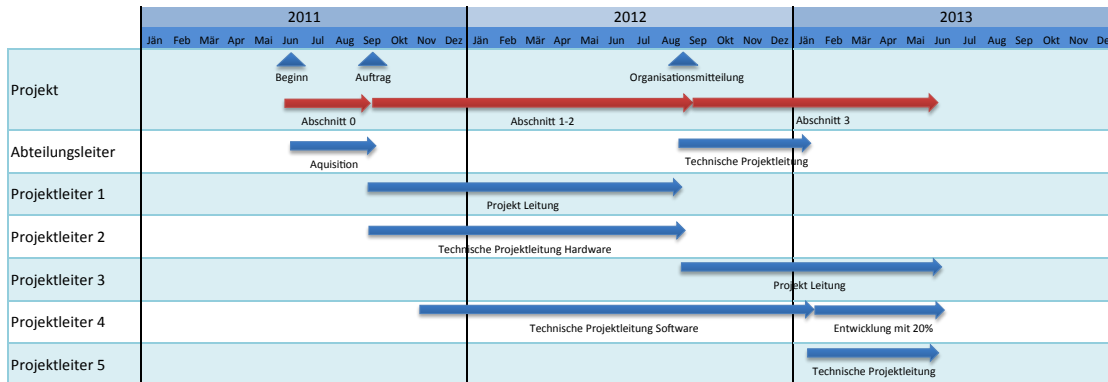 2011 2012 2013
Jän Feb Mär Apr Mai Jun Jul Aug Sep Okt Nov Dez Jän Feb Mär Apr Mai Jun Jul Aug Sep Okt Nov Dez Jän Feb Mär Apr Mai Jun Jul Aug Sep Okt Nov De
Beginn Auftrag Organisationsmitteilung
Projekt
Abschnitt 0 Abschnitt 1-2 Abschnitt 3
Abteilungsleiter
Aquisition Technische Projektleitung
Projektleiter 1
Projekt Leitung
Projektleiter 2
Technische Projektleitung Hardware
Projektleiter 3
Projekt Leitung
Projektleiter 4
Technische Projektleitung Software Entwicklung mit 20%
Projektleiter 5
Technische Projektleitung